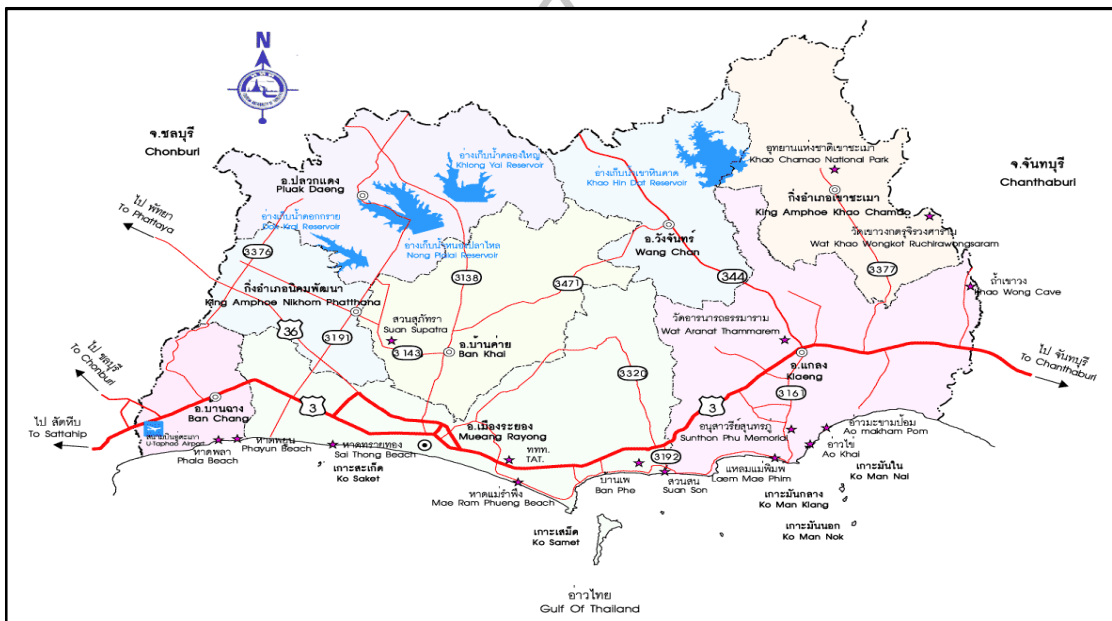 N
จ.ชลบุรี
Chonburi
อ.ปลวกแดง
Pluak Daeng
อ่างเก็บน้ำคลองใหญ่
Khlong Yai Reservoir
อ่างเก็บน้ำเขาหินดาด
Khao Hin Dat Reservoir
อุทยานแห่งชาติเขาชะเมา
Khao Chamao National Park
จ.จันทบุรี
Chanthaburi
กิ่งอำเภอเขาชะเมา
King Amphoe Khao Chamao
ไป พัทยา
To Phattaya
อ่างเก็บน้ำดอกกราย
Krai Reservoir
อ่างเก็บน้ำหนองปลาไหล
Nong Plalai Reservoir
อ.วังจันทร์
Wang Chan
Wat Khao Wongkot Ruchirawongsaram
3376
3138
3471
344
3377
ถ้ำเขาวง
Khao Wong Cave
กิ่งอำเภอนิคมพัฒนา
King Amphoe Nikhom Phatthana
36
3191
สวนสุภัทรา
Suan Supatra
3143
อ.บ้านค่าย
Ban Khai
วัดอารนารถธรรมาราม
Wat Aranat Thammarem
3320
อ.แกลง
Klaeng
ไป จันทบุรี
To Chanthaburi
ไป ชลบุรี
To Chonburi
ไป สัตหีบ
To Sattahip
อ.บานฉาง
Ban Chang
3
3
3161
U-Taphao Airport
หาดพลา
Phala Beach
หาดพยูน
Phayun Beach
หาดทรายทอง
Sai Thong Beach
อ.เมืองระยอง
Mueang Rayong
ททท.
TAT.
อนุสาวรีย์สุนทรภู่
Sunthon Phu Memorial
อ่าวมะขามป้อม
Ao makham Pom
อ่าวไข่
Ao Khai
เกาะสะเก็ด
Ko Saket
หาดแม่รำพึง
Mae Ram Phueng Beach
บานเพ
Ban Phe
3192
สวนสน
Suan Son
แหลมแม่พิมพ์
Laem Mae Phim
เกาะมันใน
Ko Man Nai
เกาะมันกลาง
Ko Man Klang
เกาะมันนอก
Ko Man Nok
เกาะเสม็ด
Ko Samet
อ่าวไทย
Gulf Of Thailand